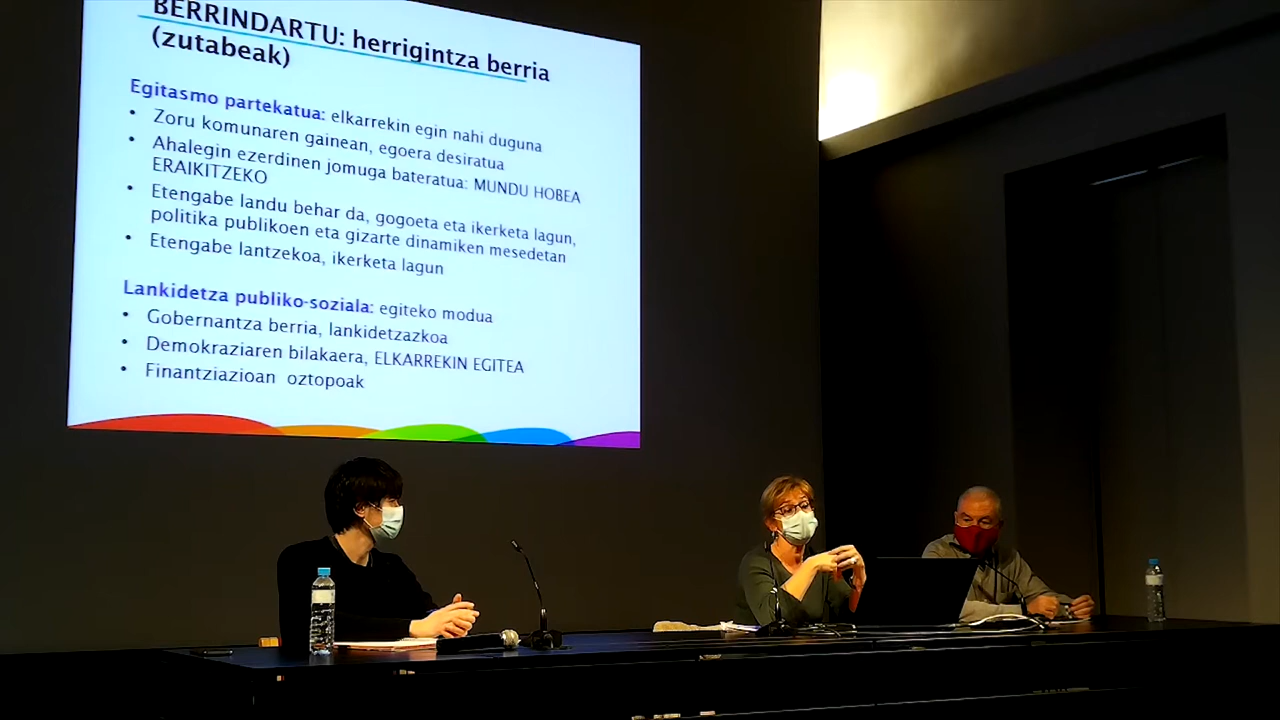 BERRINDARTU: herrigintza berria
(zutabeak)
Egitasmo partekatua: elkarrekin egin nahi duguna
• Zoru komunaren gainean, egoera desiratua
• Ahalegin ezerdinen jomuga bateratua: MUNDU HOBEA
ERAIKITZEKO
• Etengabe landu behar da, gogoeta eta ikerketa lagun,
politika publikoen eta gizarte dinamiken mesedetan
• Etengabe lantzekoa, ikerketa lagun
Lankidetza publiko-soziala: egiteko modua
• Gobernantza berria, lankidetzazkoa
• Demokraziaren bilakaera, ELKARREKIN EGITEA
• Finantziazioan oztopoak